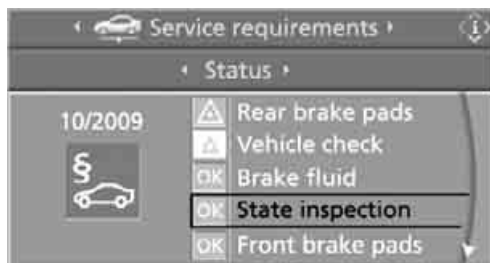 Service requirements
i
Status
10/2009
§
Rear brake pads
Vehicle check
OK Brake fluid
OK State inspection
OK Front brake pads